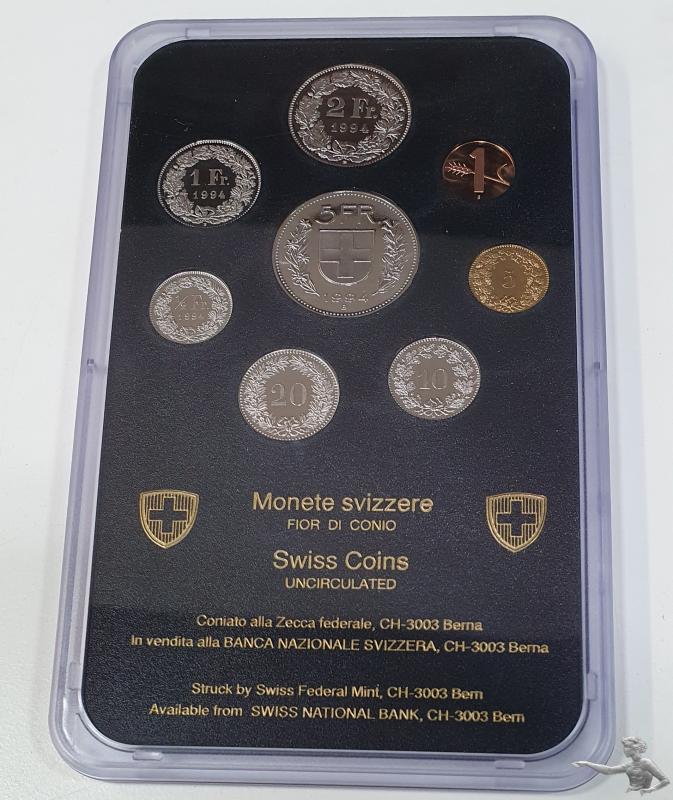 2 Fr.
1994
1 Fr.
1994
1
5 FR.
1994
B
5
½ Fr.
1994
20
10
Monete svizzere
FIOR DI CONIO
Swiss Coins
UNCIRCULATED
Coniato alla Zecca federale, CH-3003 Berna
In vendita alla BANCA NAZIONALE SVIZZERA, CH-3003 Berna
Struck by Swiss Federal Mint, CH-3003 Bern
Available from SWISS NATIONAL BANK, CH-3003 Bern